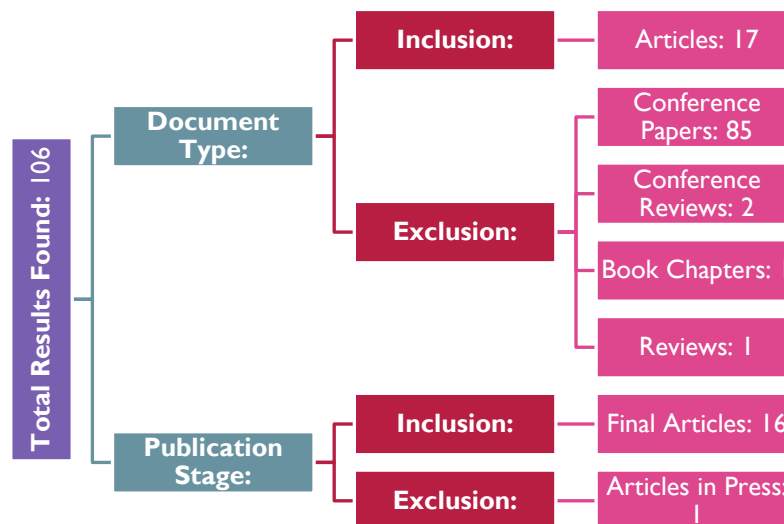 Total Results Found: 106
Document
Type:
Inclusion:
Articles: 17
Exclusion:
Conference
Papers: 85
Conference
Reviews: 2
Book Chapters: 1
Reviews: 1
Publication
Stage:
Inclusion:
Final Articles: 16
Exclusion:
Articles in Press:
1